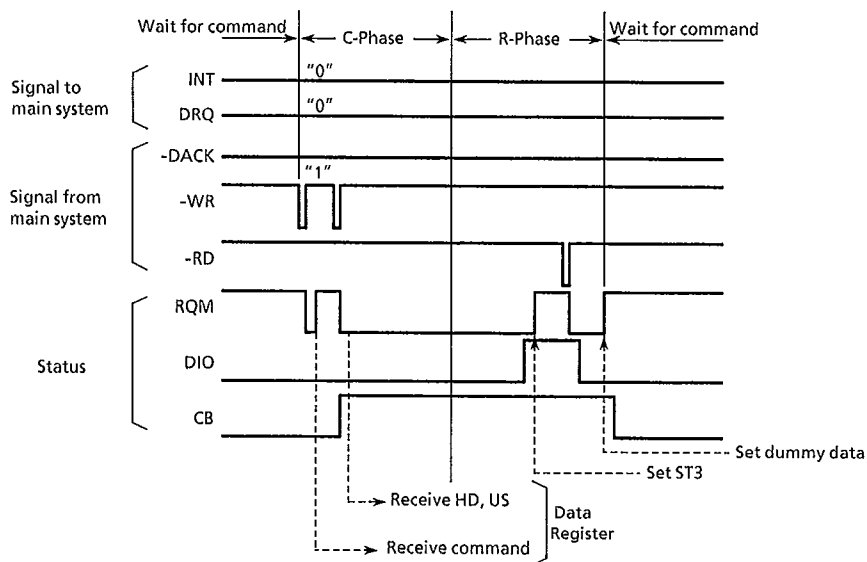 Wait for command
C-Phase
R-Phase
Wait for command
Signal to
main system
INT
"0"
DRQ
"0"
Signal from
main system
-DACK
"1"
-WR
-RD
Status
RQM
DIO
CB
Set dummy data
Set ST3
Receive HD, US
Receive command
Data
Register